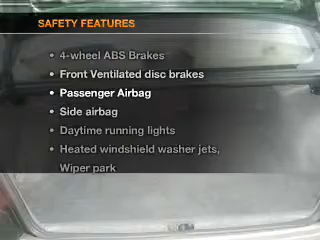 SAFETY FEATURES
• 4-wheel ABS Brakes
• Front Ventilated disc brakes
• Passenger Airbag
• Side airbag
• Daytime running lights
• Heated windshield washer jets,
Wiper park